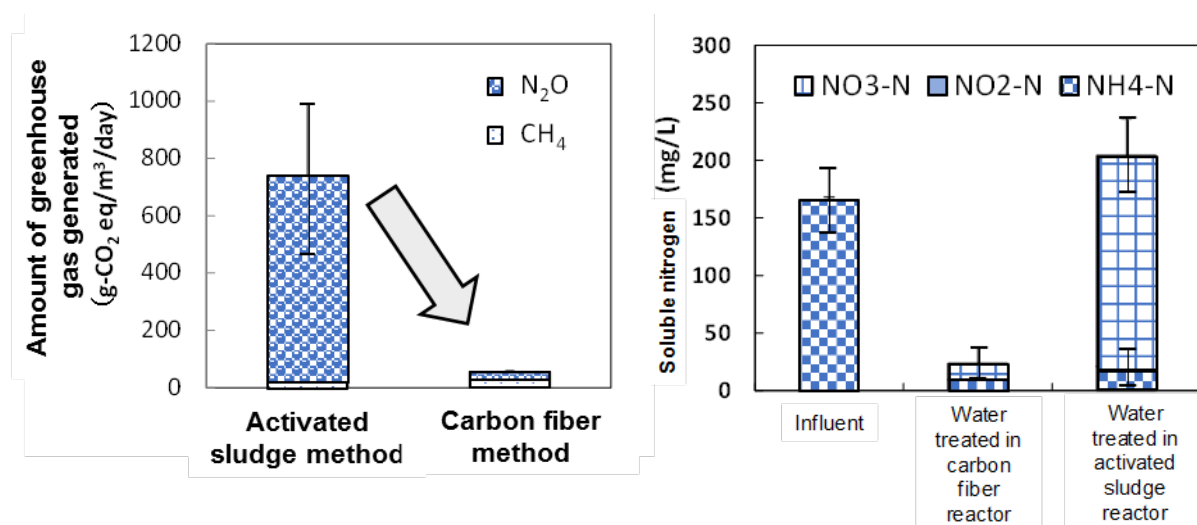 Amount of greenhouse
gas generated
(g-CO₂ eq/m³/day)
1200
1000
800
600
400
200
0
N₂O
CH₄
Activated
sludge method
Carbon fiber
method
Soluble nitrogen (mg/L)
300
250
200
150
100
50
0
NO3-N NO2-N NH4-N
Influent
Water
treated in
carbon
fiber
reactor
Water
treated in
activated
sludge
reactor